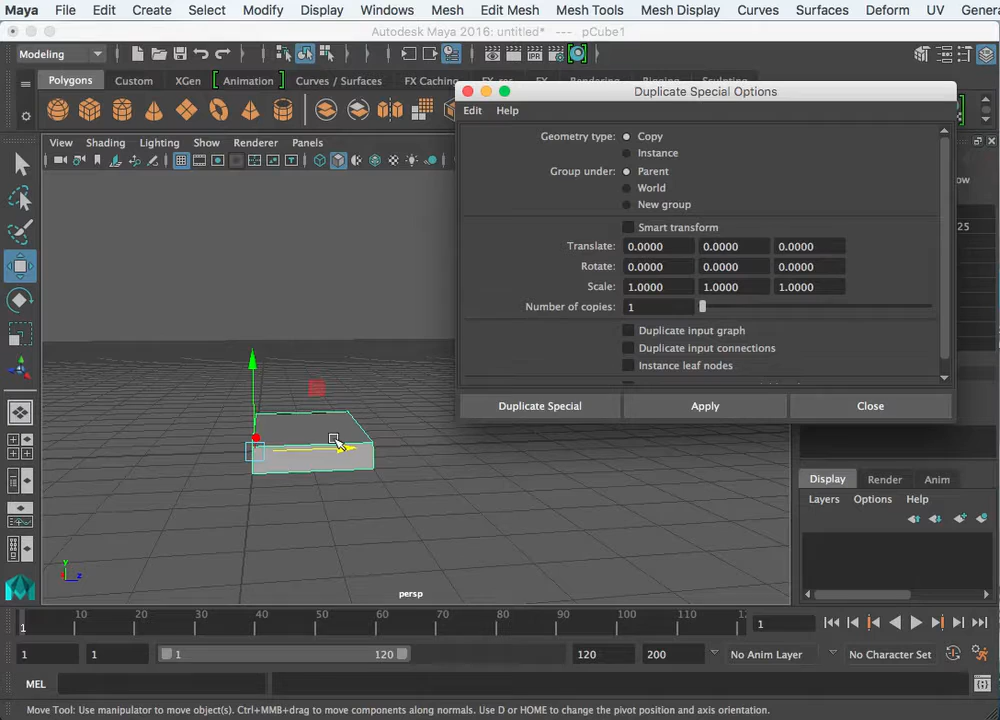 Maya File Edit Create Select Modify Display Windows Mesh Edit Mesh Mesh Tools Mesh Display Curves Surfaces Deform UV Genera
Autodesk Maya 2016: untitled* --- pCube1
Modeling
Polygons Custom XGen Animation Curves / Surfaces FX Caching
Duplicate Special Options
Edit Help
View Shading Lighting Show Renderer Panels
Geometry type: Copy
Instance
Group under: Parent
World
New group
Smart transform
Translate: 0.0000 0.0000 0.0000
Rotate: 0.0000 0.0000 0.0000
Scale: 1.0000 1.0000 1.0000
Number of copies: 1
Duplicate input graph
Duplicate input connections
Instance leaf nodes
Duplicate Special Apply Close
ow
25
Display Render Anim
Layers Options Help
y
z
persp
1 10 20 30 40 50 60 70 80 90 100 110 12
1
1 1 1 120 120 200 No Anim Layer No Character Set
MEL
Move Tool: Use manipulator to move object(s). Ctrl+MMB+drag to move components along normals. Use D or HOME to change the pivot position and axis orientation.